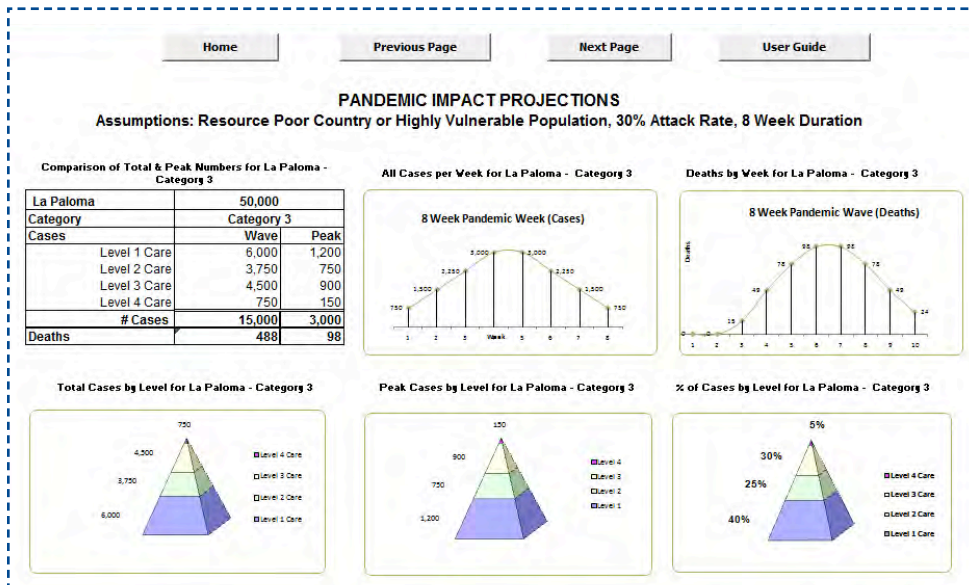 Home Previous Page Next Page User Guide
PANDEMIC IMPACT PROJECTIONS
Assumptions: Resource Poor Country or Highly Vulnerable Population, 30% Attack Rate, 8 Week Duration
Comparison of Total & Peak Numbers for La Paloma -
Category 3
La Paloma 50,000
Category Category 3
Cases Wave Peak
Level 1 Care 6,000 1,200
Level 2 Care 3,750 750
Level 3 Care 4,500 900
Level 4 Care 750 150
# Cases 15,000 3,000
Deaths 488 98
All Cases per Week for La Paloma - Category 3
8 Week Pandemic Week (Cases)
750 1,500 2,250 3,000 3,000 2,250 1,500 750
1 2 3 4 5 6 7 8
Week
Deaths by Week for La Paloma - Category 3
8 Week Pandemic Wave (Deaths)
Deaths
0 0 15 49 78 98 98 78 49 24
1 2 3 4 5 6 7 8 9 10
Total Cases by Level for La Paloma - Category 3
750
4,500
3,750
6,000
Level 4 Care
Level 3 Care
Level 2 Care
Level 1 Care
Peak Cases by Level for La Paloma - Category 3
150
900
750
1,200
Level 4
Level 3
Level 2
Level 1
% of Cases by Level for La Paloma - Category 3
5%
30%
25%
40%
Level 4 Care
Level 3 Care
Level 2 Care
Level 1 Care